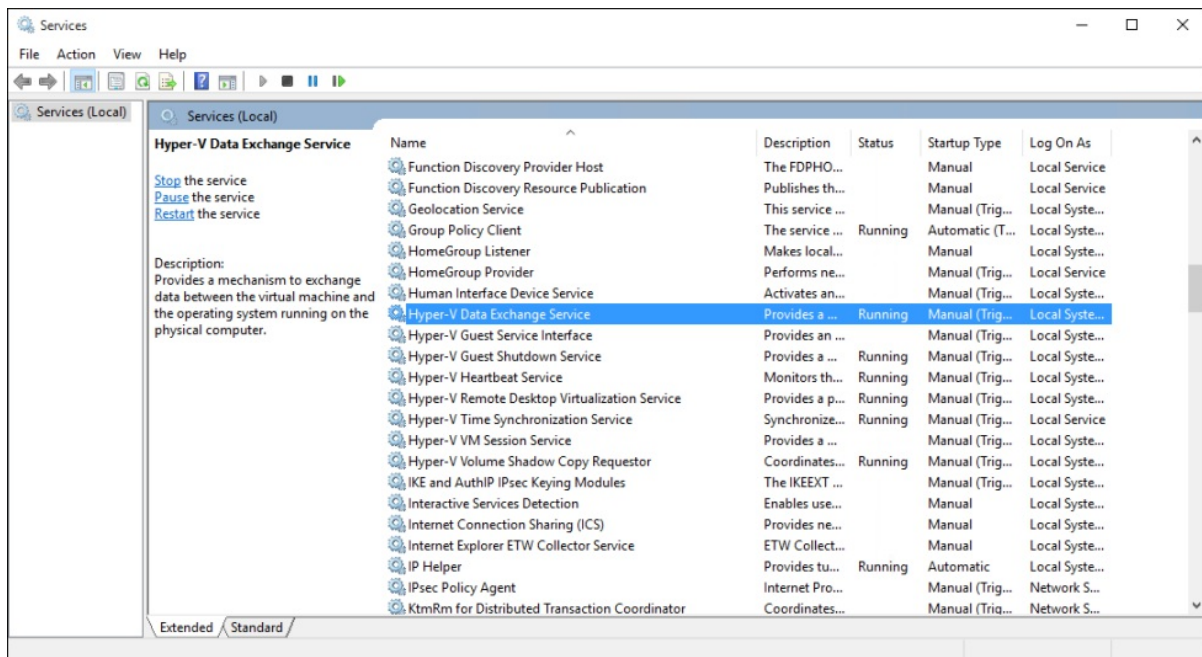 Services
File Action View Help
Services (Local)
Services (Local)
Hyper-V Data Exchange Service
Stop the service
Pause the service
Restart the service
Description:
Provides a mechanism to exchange
data between the virtual machine and
the operating system running on the
physical computer.
Name Description Status Startup Type Log On As
Function Discovery Provider Host The FDPHO... Manual Local Service
Function Discovery Resource Publication Publishes th... Manual Local Service
Geolocation Service This service ... Manual (Trig... Local Syste...
Group Policy Client The service ... Running Automatic (T... Local Syste...
HomeGroup Listener Makes local... Manual Local Syste...
HomeGroup Provider Performs ne... Manual (Trig... Local Service
Human Interface Device Service Activates an... Manual (Trig... Local Syste...
Hyper-V Data Exchange Service Provides a ... Running Manual (Trig... Local Syste...
Hyper-V Guest Service Interface Provides an ... Manual (Trig... Local Syste...
Hyper-V Guest Shutdown Service Provides a ... Running Manual (Trig... Local Syste...
Hyper-V Heartbeat Service Monitors th... Running Manual (Trig... Local Syste...
Hyper-V Remote Desktop Virtualization Service Provides a p... Running Manual (Trig... Local Syste...
Hyper-V Time Synchronization Service Synchronize... Running Manual (Trig... Local Service
Hyper-V VM Session Service Provides a ... Manual (Trig... Local Syste...
Hyper-V Volume Shadow Copy Requestor Coordinates... Running Manual (Trig... Local Syste...
IKE and AuthIP IPsec Keying Modules The IKEEXT ... Manual (Trig... Local Syste...
Interactive Services Detection Enables use... Manual Local Syste...
Internet Connection Sharing (ICS) Provides ne... Manual Local Syste...
Internet Explorer ETW Collector Service ETW Collect... Manual Local Syste...
IP Helper Provides tu... Running Automatic Local Syste...
IPsec Policy Agent Internet Pro... Manual (Trig... Network S...
KtmRm for Distributed Transaction Coordinator Coordinates... Manual (Trig... Network S...
Extended Standard